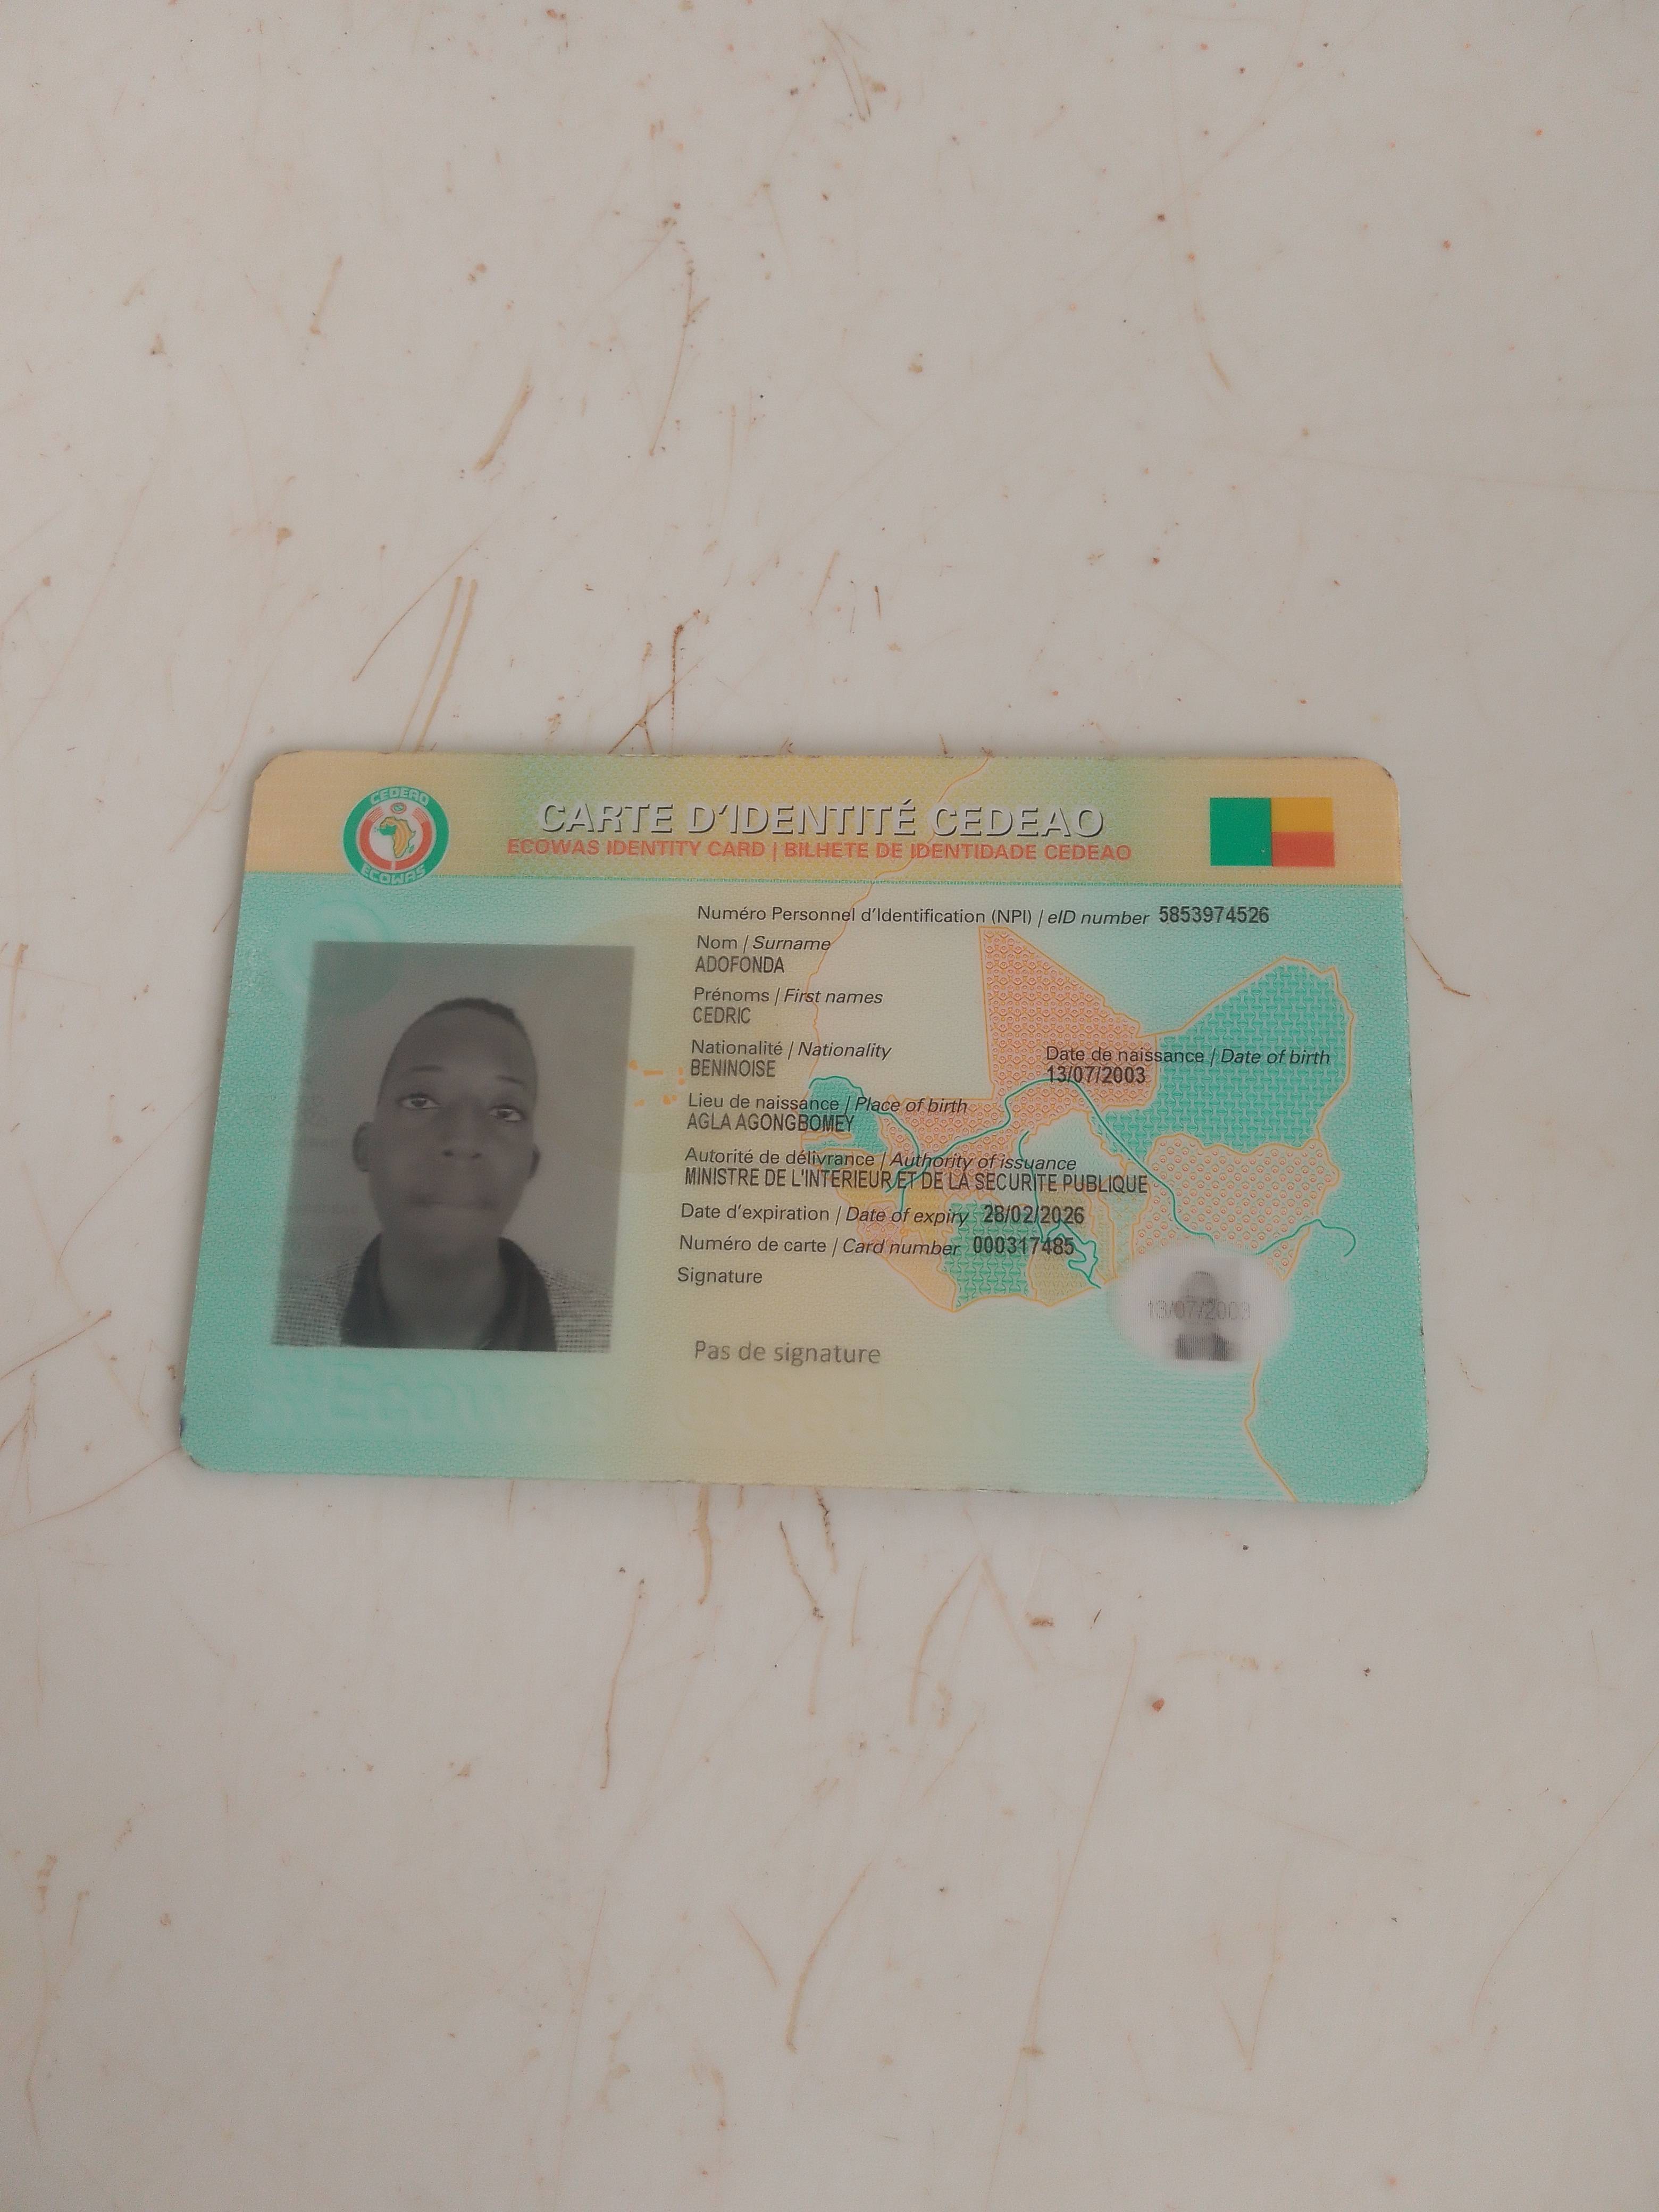 CEDEAO
ECOWAS
CARTE D'IDENTITÉ CEDEAO
ECOWAS IDENTITY CARD | BILHETE DE IDENTIDADE CEDEAO
Numéro Personnel d'Identification (NPI) | eID number 5853974526
Nom | Surname
ADOFONDA
Prénoms | First names
CEDRIC
Nationalité | Nationality
BENINOISE
Date de naissance | Date of birth
13/07/2003
Lieu de naissance | Place of birth
AGLA AGONGBOMEY
Autorité de délivrance | Authority of issuance
MINISTRE DE L'INTERIEUR ET DE LA SECURITE PUBLIQUE
Date d'expiration | Date of expiry 28/02/2026
Numéro de carte | Card number 000317485
Signature
13/07/2003
Pas de signature